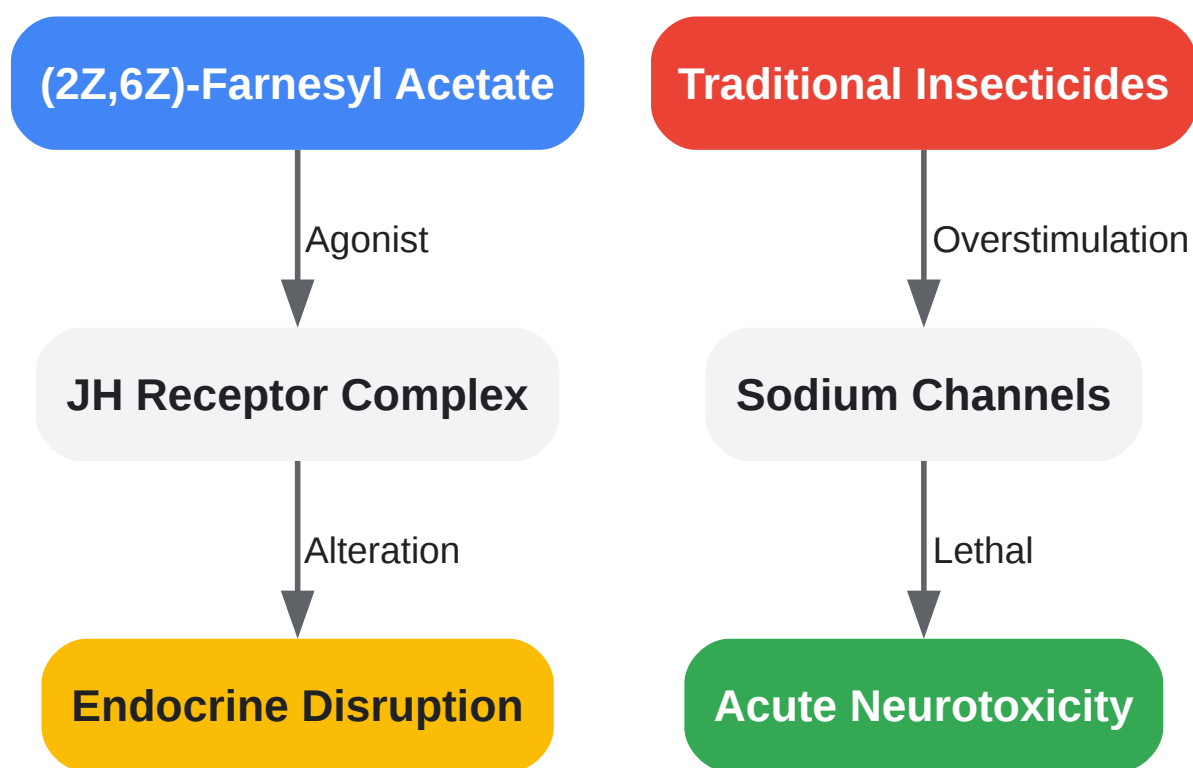 (2Z,6Z)-Farnesyl Acetate
Traditional Insecticides
Agonist
Overstimulation
JH Receptor Complex
Sodium Channels
Alteration
Lethal
Endocrine Disruption
Acute Neurotoxicity